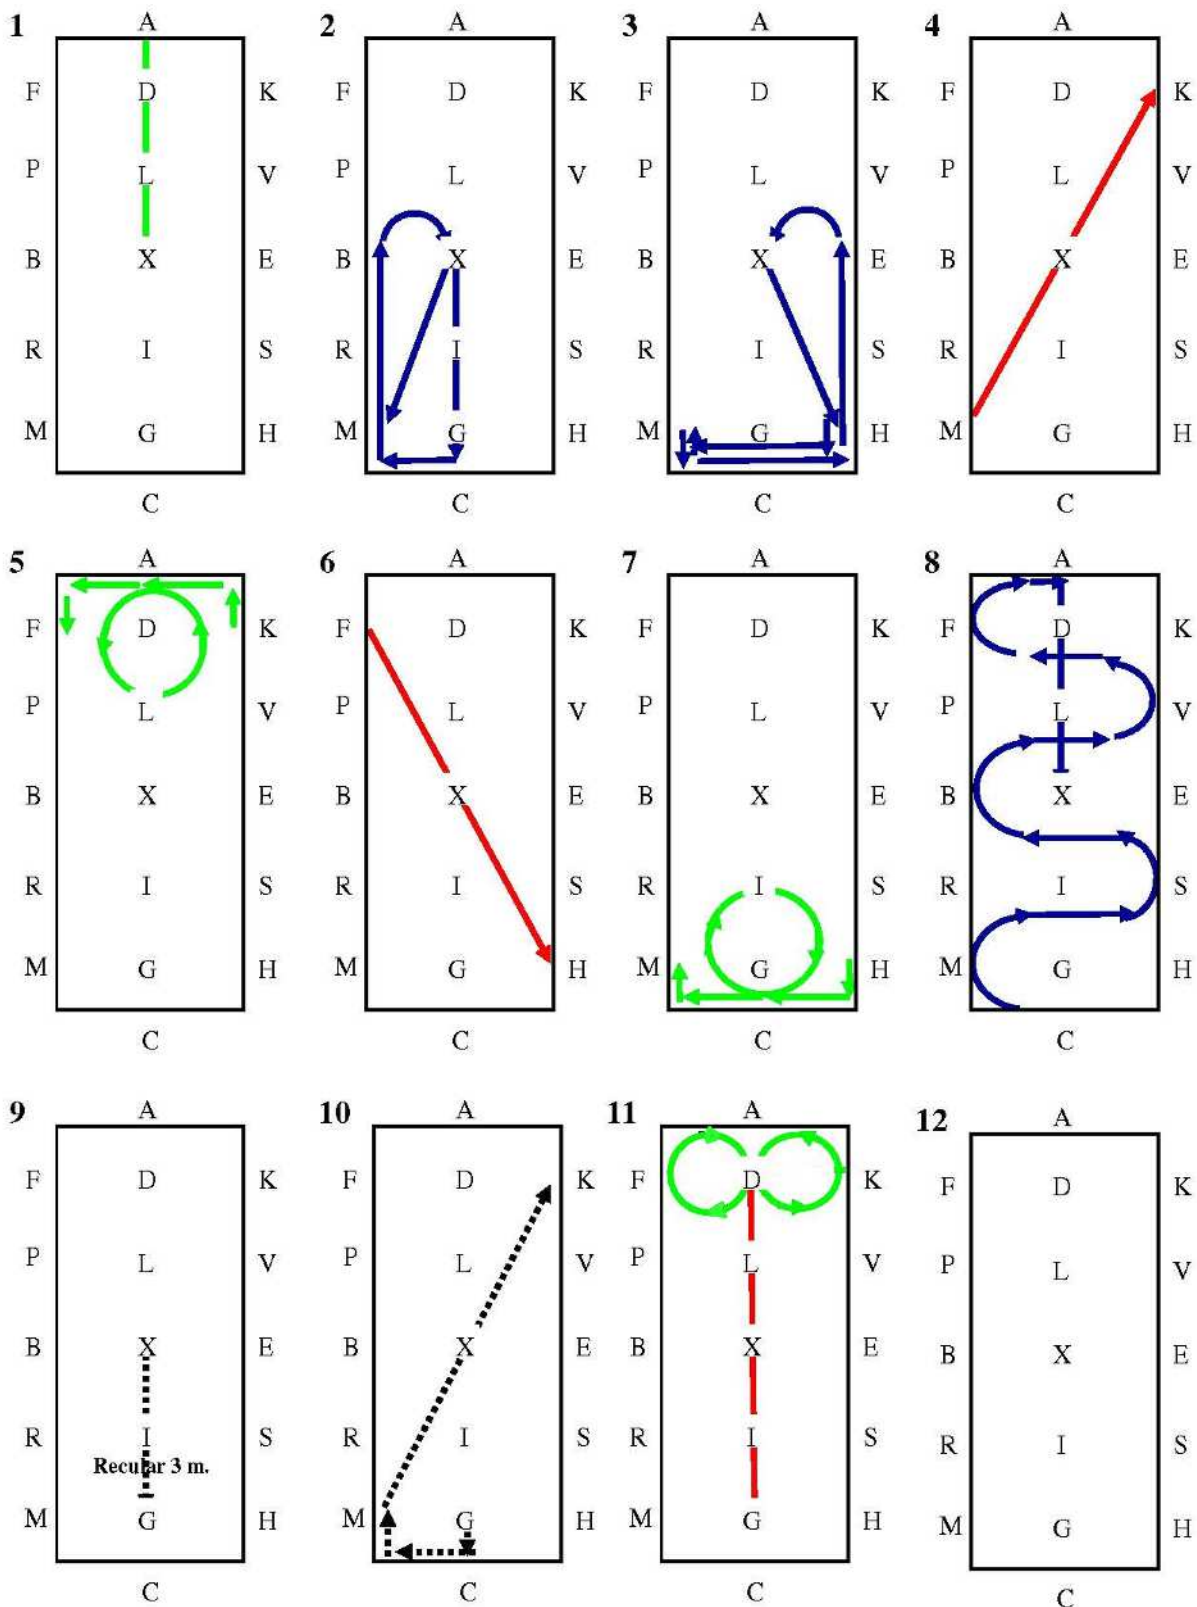 1 A 2 A 3 A 4 A
F D K F D K F D K F D K
P L V P L V P L V P L V
B X E B X E B X E B X E
R I S R I S R I S R I S
M G H M G H M G H M G H
C C C C
5 A 6 A 7 A 8 A
F D K F D K F D K F D K
P L V P L V P L V P L V
B X E B X E B X E B X E
R I S R I S R I S R I S
M G H M G H M G H M G H
C C C C
9 A 10 A 11 A 12 A
F D K F D K F D K F D K
P L V P L V P L V P L V
B X E B X E B X E B X E
R I S R I S R I S R I S
Recular 3 m.
M G H M G H M G H M G H
C C C C